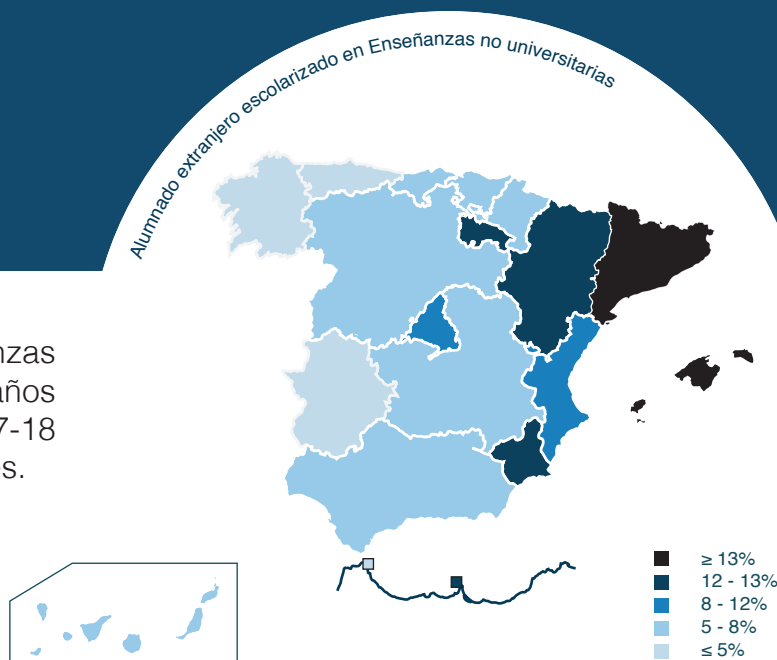 Alumnado extranjero escolarizado en Enseñanzas no universitarias
nzas
años
7-18
s.
≥ 13%
12 - 13%
8 - 12%
5 - 8%
≤ 5%